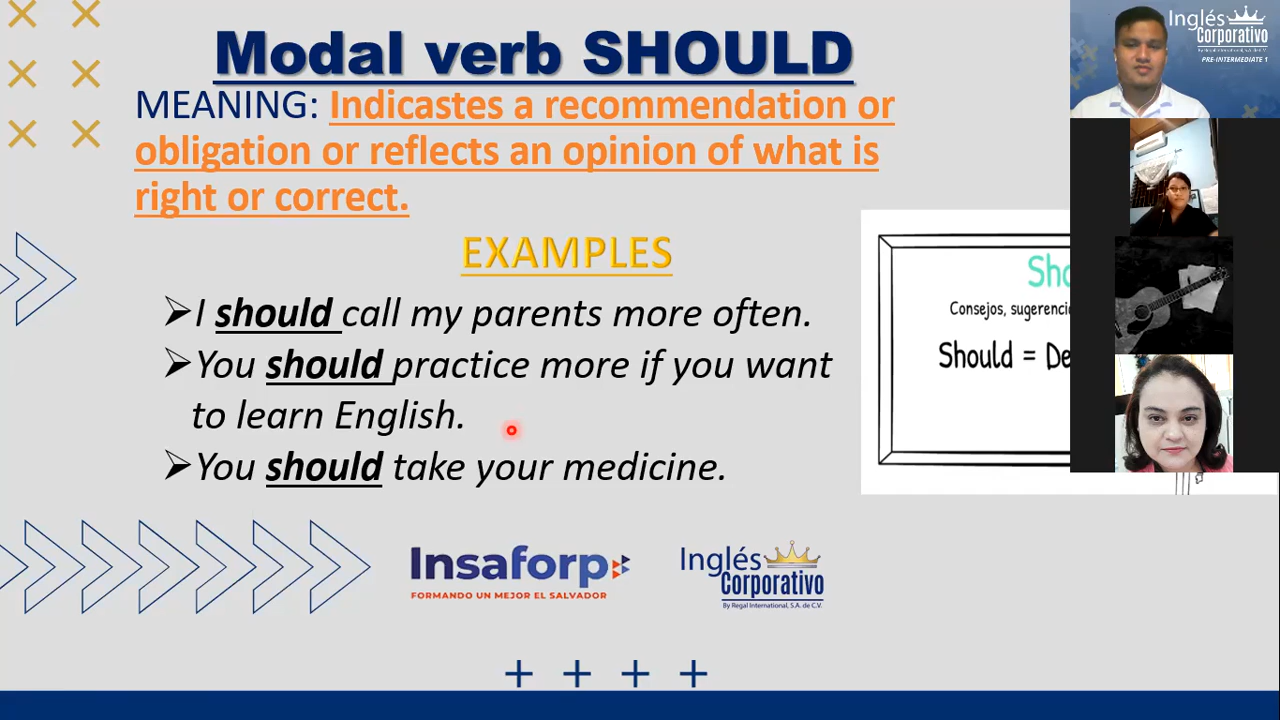 Modal verb SHOULD
MEANING: Indicastes a recommendation or
obligation or reflects an opinion of what is
right or correct.
EXAMPLES
I should call my parents more often.
You should practice more if you want
to learn English.
You should take your medicine.
Consejos,
Should =
Insaforp
FORMANDO UN MEJOR EL SALVADOR
Inglés
Corporativo
By Regal International, S.A. de C.V.
Inglés
Corporativo
By Regal International, S.A. de C.V.
PRE-INTERMEDIATE 1